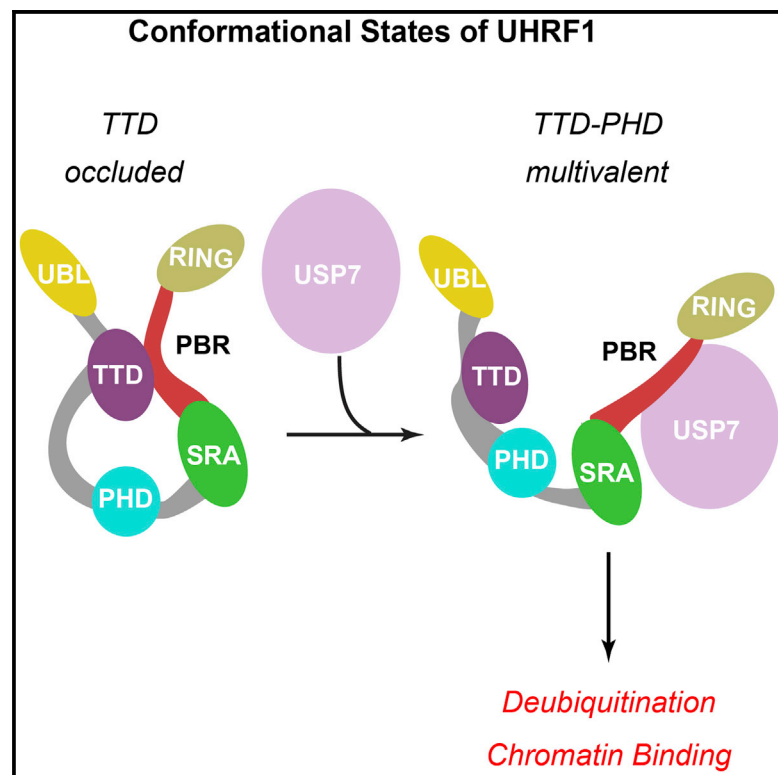 Conformational States of UHRF1
TTD
occluded
TTD-PHD
multivalent
UBL
RING
PBR
TTD
SRA
PHD
USP7
UBL
TTD
PHD
SRA
PBR
RING
USP7
Deubiquitination
Chromatin Binding